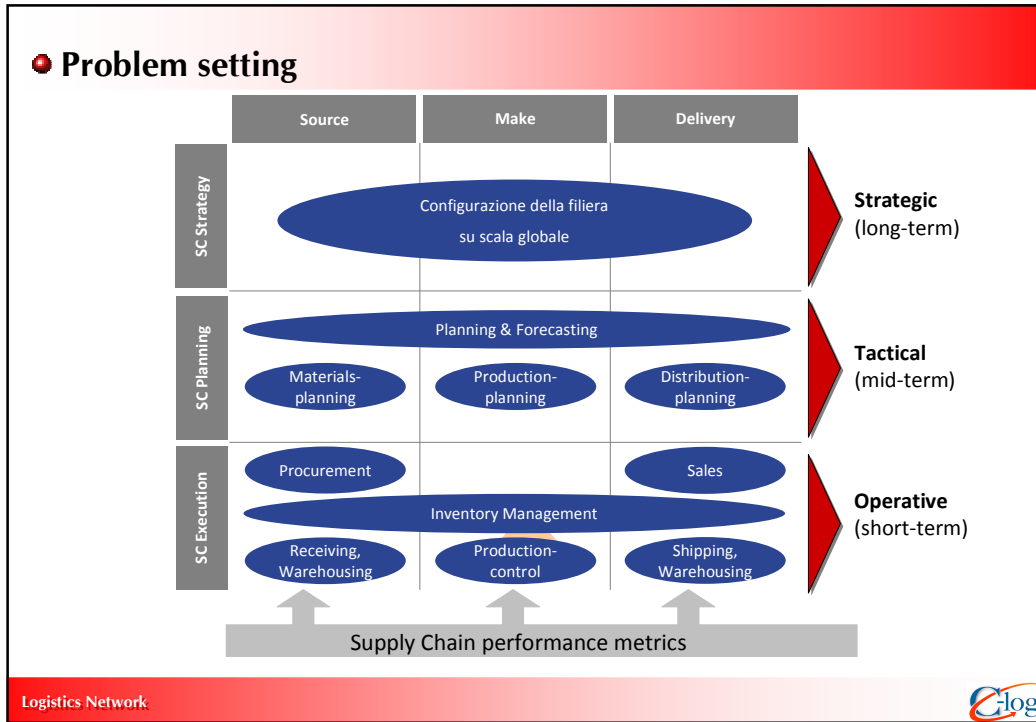 Problem setting
Source
Make
Delivery
SC Strategy
Configurazione della filiera
su scala globale
Strategic
(long-term)
SC Planning
Planning & Forecasting
Materials-
planning
Production-
planning
Distribution-
planning
Tactical
(mid-term)
SC Execution
Procurement
Sales
Inventory Management
Receiving,
Warehousing
Production-
control
Shipping,
Warehousing
Operative
(short-term)
Supply Chain performance metrics
Logistics Network
C-log